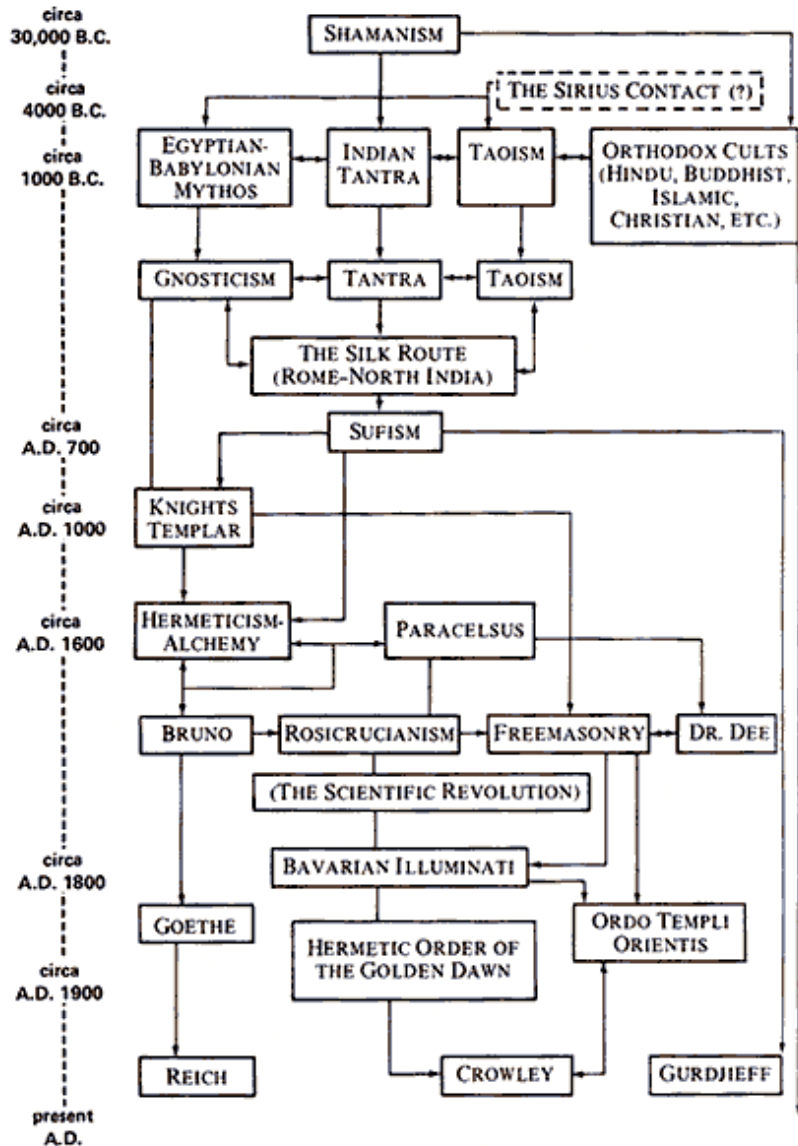 circa
30,000 B.C.
SHAMANISM
circa
4000 B.C.
THE SIRIUS CONTACT (?)
circa
1000 B.C.
EGYPTIAN-
BABYLONIAN
MYTHOS
INDIAN
TANTRA
TAOISM
ORTHODOX CULTS
(HINDU, BUDDHIST,
ISLAMIC,
CHRISTIAN, ETC.)
GNOSTICISM
TANTRA
TAOISM
THE SILK ROUTE
(ROME-NORTH INDIA)
circa
A.D. 700
SUFISM
circa
A.D. 1000
KNIGHTS
TEMPLAR
circa
A.D. 1600
HERMETICISM-
ALCHEMY
PARACELSUS
BRUNO
ROSICRUCIANISM
FREEMASONRY
DR. DEE
(THE SCIENTIFIC REVOLUTION)
circa
A.D. 1800
BAVARIAN ILLUMINATI
GOETHE
ORDO TEMPLI
ORIENTIS
HERMETIC ORDER OF
THE GOLDEN DAWN
circa
A.D. 1900
REICH
CROWLEY
GURDJIEFF
present
A.D.